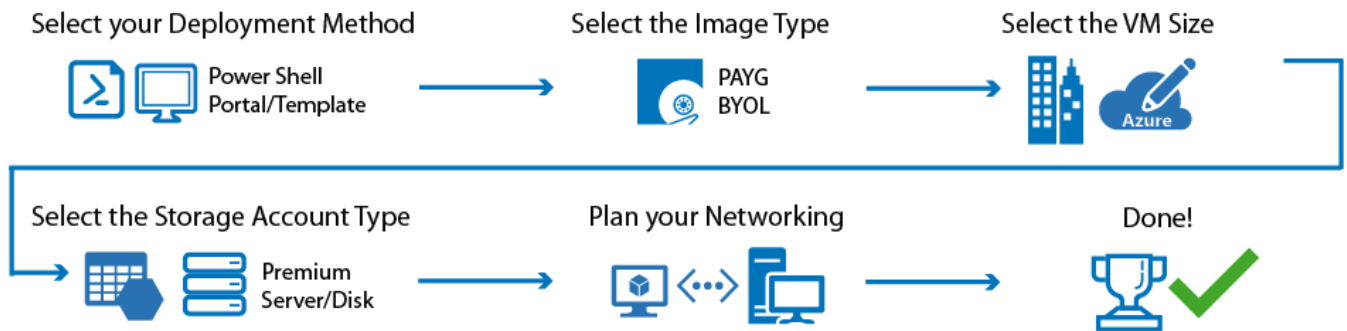 Select your Deployment Method
Power Shell
Portal/Template
Select the Image Type
PAYG
BYOL
Select the VM Size
Azure
Select the Storage Account Type
Premium
Server/Disk
Plan your Networking
Done!